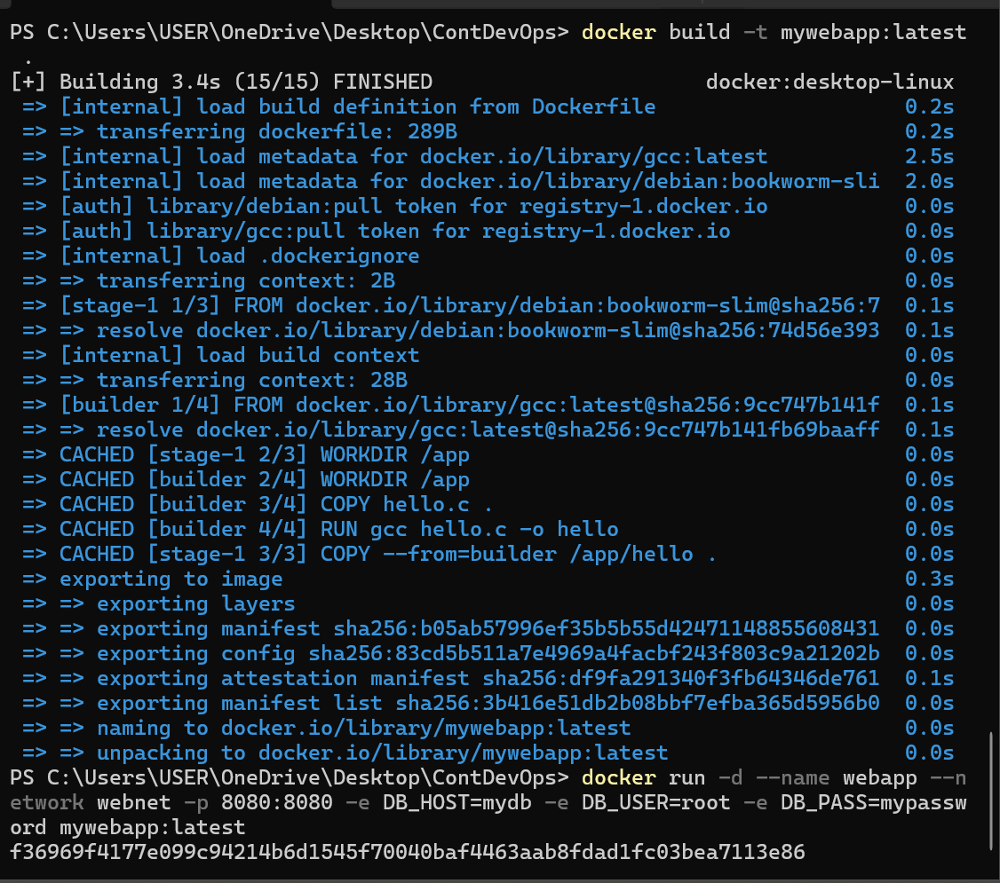 PS C:\Users\USER\OneDrive\Desktop\ContDevOps> docker build -t mywebapp:latest
 .
[+] Building 3.4s (15/15) FINISHED                      docker:desktop-linux
 => [internal] load build definition from Dockerfile                    0.2s
 => => transferring dockerfile: 289B                                    0.2s
 => [internal] load metadata for docker.io/library/gcc:latest           2.5s
 => [internal] load metadata for docker.io/library/debian:bookworm-sli  2.0s
 => [auth] library/debian:pull token for registry-1.docker.io           0.0s
 => [auth] library/gcc:pull token for registry-1.docker.io              0.0s
 => [internal] load .dockerignore                                       0.0s
 => => transferring context: 2B                                         0.0s
 => [stage-1 1/3] FROM docker.io/library/debian:bookworm-slim@sha256:7  0.1s
 => => resolve docker.io/library/debian:bookworm-slim@sha256:74d56e393  0.1s
 => [internal] load build context                                       0.0s
 => => transferring context: 28B                                        0.0s
 => [builder 1/4] FROM docker.io/library/gcc:latest@sha256:9cc747b141f  0.1s
 => => resolve docker.io/library/gcc:latest@sha256:9cc747b141fb69baaff  0.1s
 => CACHED [stage-1 2/3] WORKDIR /app                                   0.0s
 => CACHED [builder 2/4] WORKDIR /app                                   0.0s
 => CACHED [builder 3/4] COPY hello.c .                                 0.0s
 => CACHED [builder 4/4] RUN gcc hello.c -o hello                       0.0s
 => CACHED [stage-1 3/3] COPY --from=builder /app/hello .               0.0s
 => exporting to image                                                  0.3s
 => => exporting layers                                                 0.0s
 => => exporting manifest sha256:b05ab57996ef35b5b55d42471148855608431  0.0s
 => => exporting config sha256:83cd5b511a7e4969a4facbf243f803c9a21202b  0.0s
 => => exporting attestation manifest sha256:df9fa291340f3fb64346de761  0.1s
 => => exporting manifest list sha256:3b416e51db2b08bbf7efba365d5956b0  0.0s
 => => naming to docker.io/library/mywebapp:latest                      0.0s
 => => unpacking to docker.io/library/mywebapp:latest                   0.0s
PS C:\Users\USER\OneDrive\Desktop\ContDevOps> docker run -d --name webapp --n
etwork webnet -p 8080:8080 -e DB_HOST=mydb -e DB_USER=root -e DB_PASS=mypassw
ord mywebapp:latest
f36969f4177e099c94214b6d1545f70040baf4463aab8fdad1fc03bea7113e86